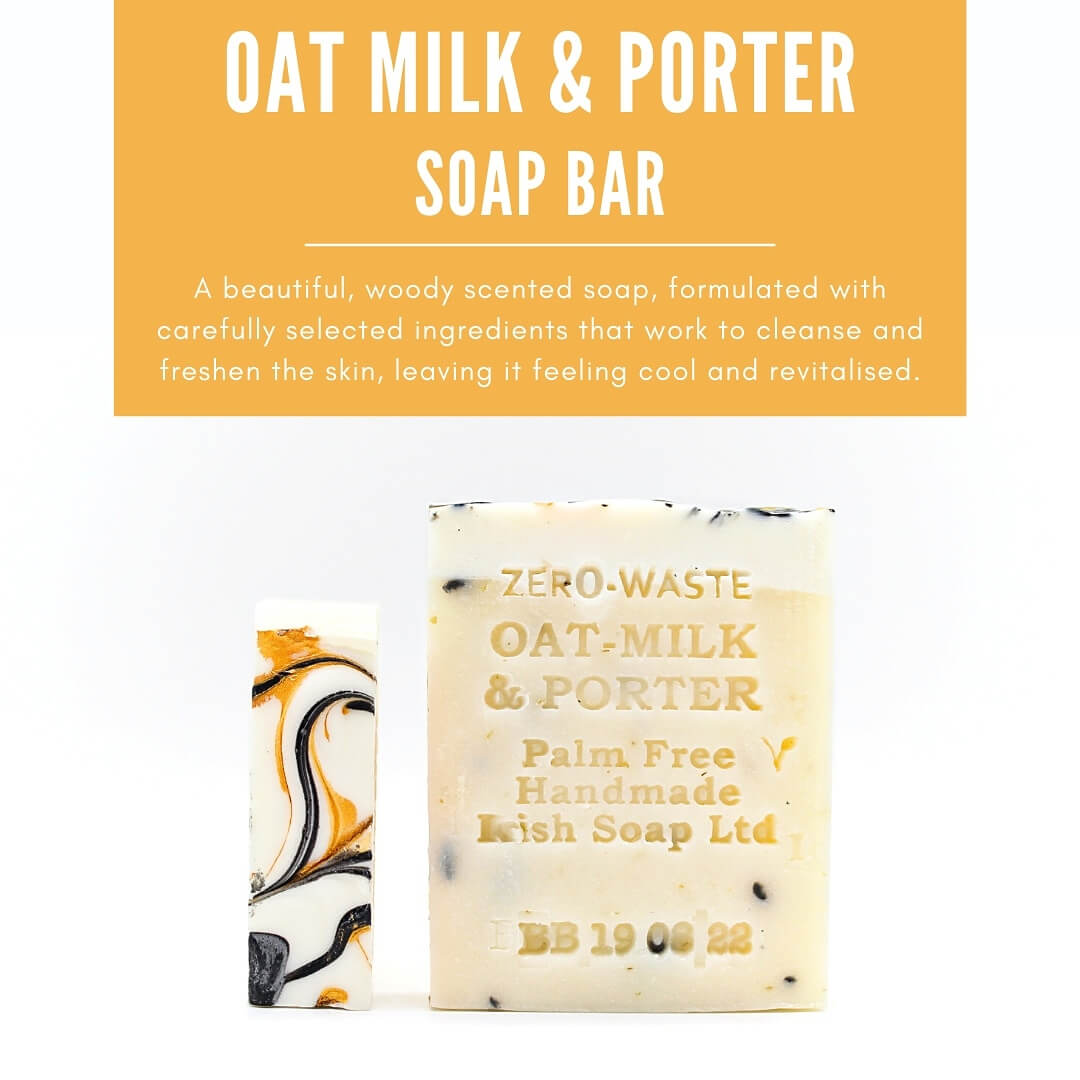 OAT MILK & PORTER
SOAP BAR
A beautiful, woody scented soap, formulated with
carefully selected ingredients that work to cleanse and
freshen the skin, leaving it feeling cool and revitalised.
ZERO-WASTE
OAT-MILK
& PORTER
Palm Free
Handmade
Irish Soap Ltd
BB 19 08 22